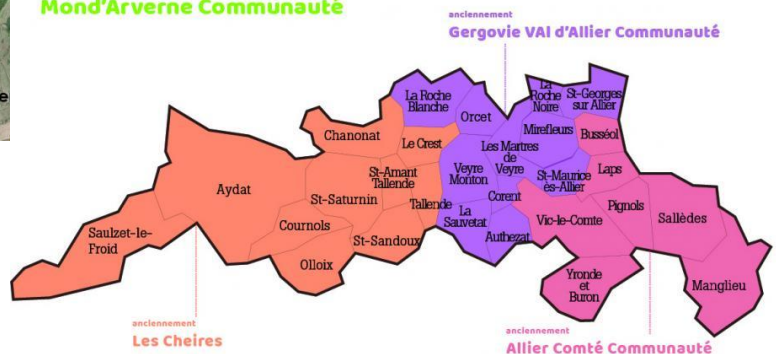 Mond'Arverne Communauté
anciennement
Gergovie VAl d'Allier Communauté
e
La Roche
Blanche
Orcet
La
Roche
Noire
St-Georges
sur Allier
Chanonat
Le Crest
Les Martres
de
Veyre
Mirefleurs
Busséol
Aydat
St-Saturnin
St-Amant
Tallende
Veyre
Monton
St-Maurice
ès-Allier
Laps
Tallende
Corent
Pignols
Sallèdes
Saulzet-le-
Froid
Cournols
La
Sauvetat
Vic-le-Comte
St-Sandoux
Authezat
Olloix
Yronde
et
Buron
Manglieu
anciennement
Les Cheires
anciennement
Allier Comté Communauté